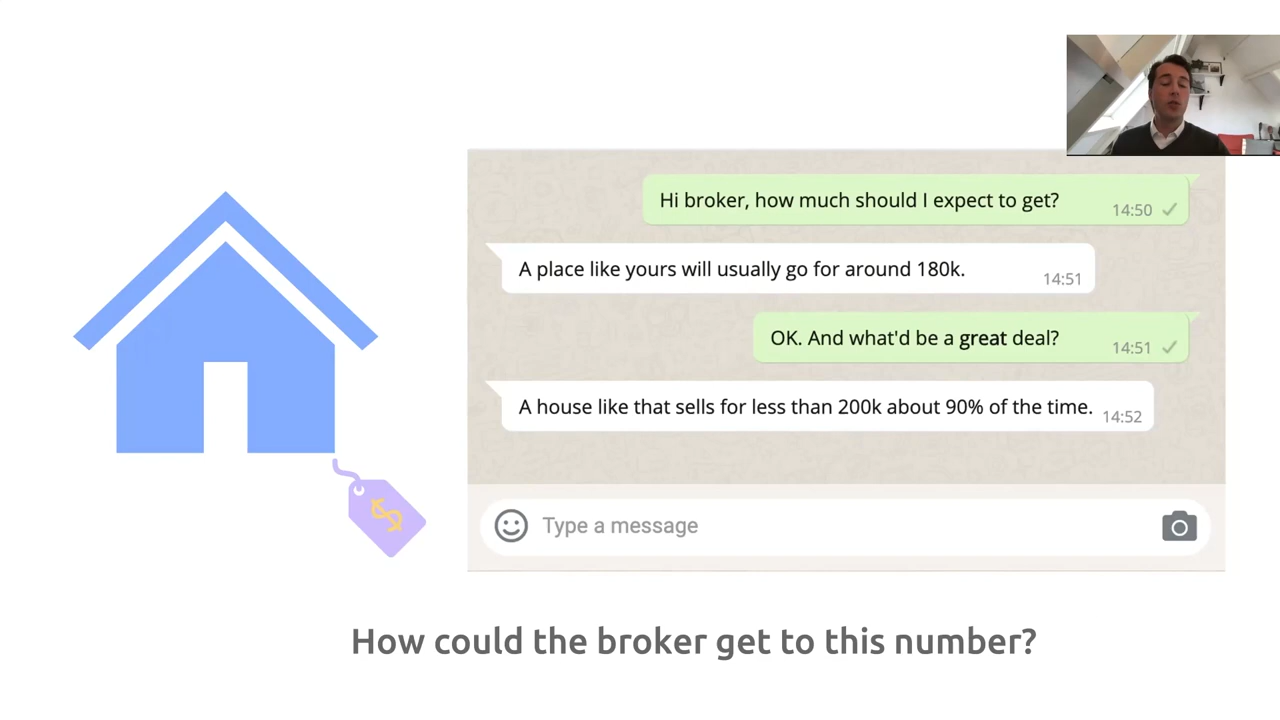 Hi broker, how much should I expect to get?
14:50
A place like yours will usually go for around 180k.
14:51
OK. And what'd be a great deal?
14:51
A house like that sells for less than 200k about 90% of the time.
14:52
Type a message
$
How could the broker get to this number?